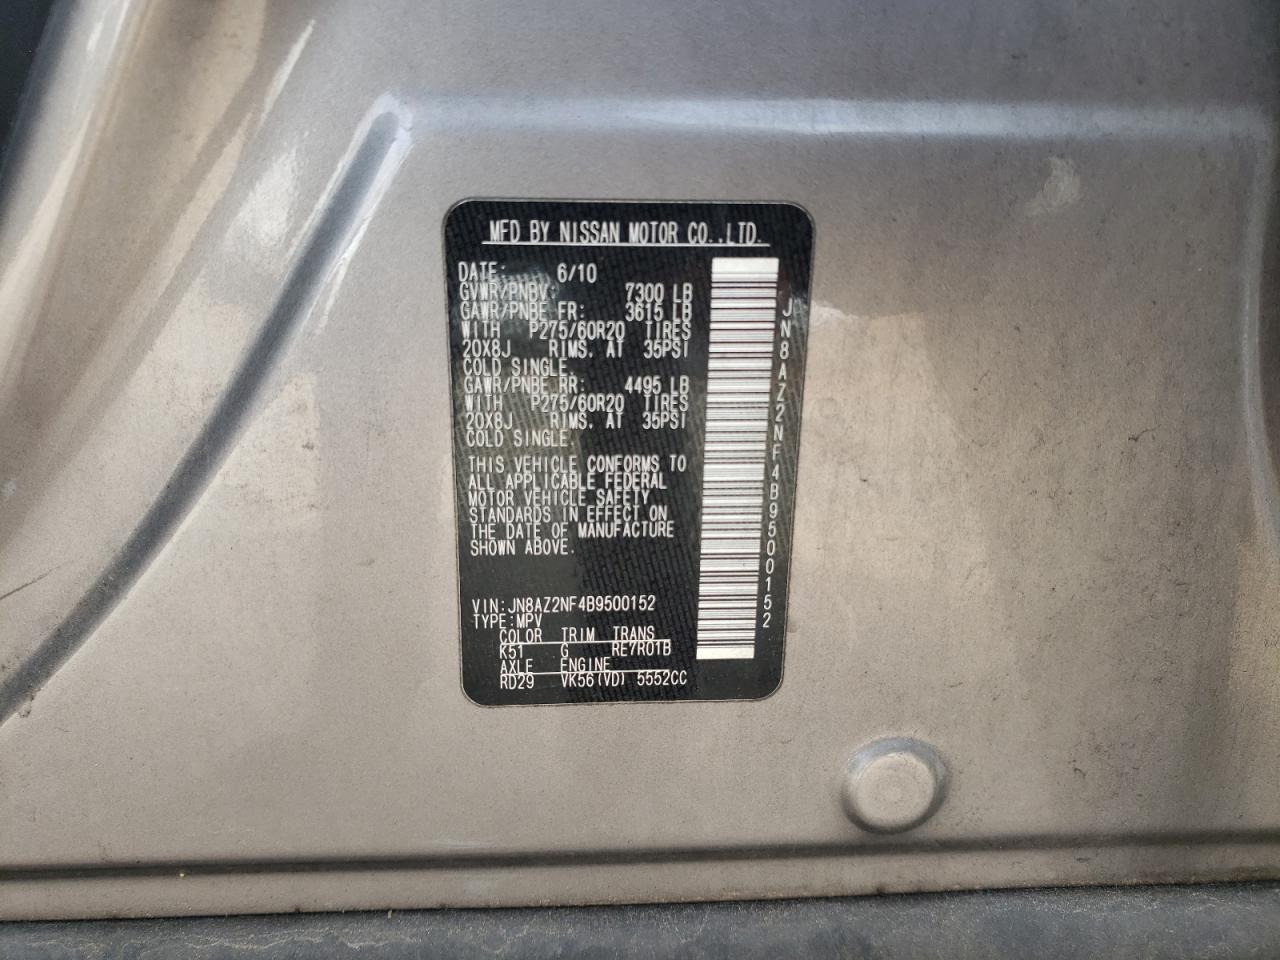 MFD BY NISSAN MOTOR CO.,LTD.
DATE: 6/10
GVWR/PNBV: 7300 LB
GAWR/PNBE FR: 3615 LB
WITH P275/60R20 TIRES
20X8J RIMS. AT 35PSI
COLD SINGLE.
GAWR/PNBE RR: 4495 LB
WITH P275/60R20 TIRES
20X8J RIMS. AT 35PSI
COLD SINGLE.
THIS VEHICLE CONFORMS TO
ALL APPLICABLE FEDERAL
MOTOR VEHICLE SAFETY
STANDARDS IN EFFECT ON
THE DATE OF MANUFACTURE
SHOWN ABOVE.
VIN:JN8AZ2NF4B9500152
TYPE:MPV
COLOR TRIM TRANS
K51 G RE7R01B
AXLE ENGINE
RD29 VK56(VD) 5552CC
JN8AZ2NF4B9500152